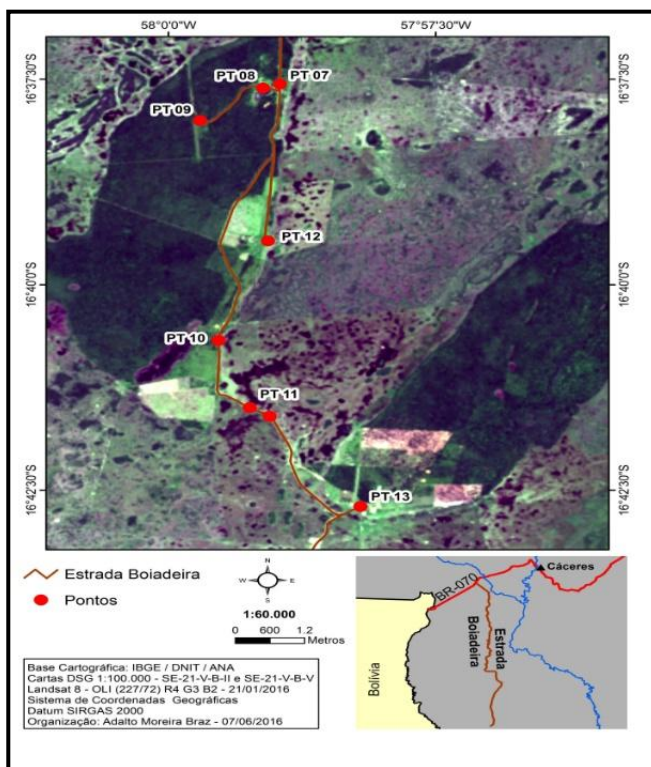 58°0'0"W
57°57'30"W
16°37'30"S
16°37'30"S
PT 08
PT 07
PT 09
PT 12
16°40'0"S
16°40'0"S
PT 10
PT 11
PT 13
16°42'30"S
16°42'30"S
Estrada Boiadeira
Pontos
N
W
E
S
1:60.000
0 600 1.2
Metros
Base Cartográfica: IBGE / DNIT / ANA
Cartas DSG 1:100.000 - SE-21-V-B-II e SE-21-V-B-V
Landsat 8 - OLI (227/72) R4 G3 B2 - 21/01/2016
Sistema de Coordenadas Geográficas
Datum SIRGAS 2000
Organização: Adalto Moreira Braz - 07/06/2016
BR-070
Cáceres
Estrada
Boiadeira
Bolívia